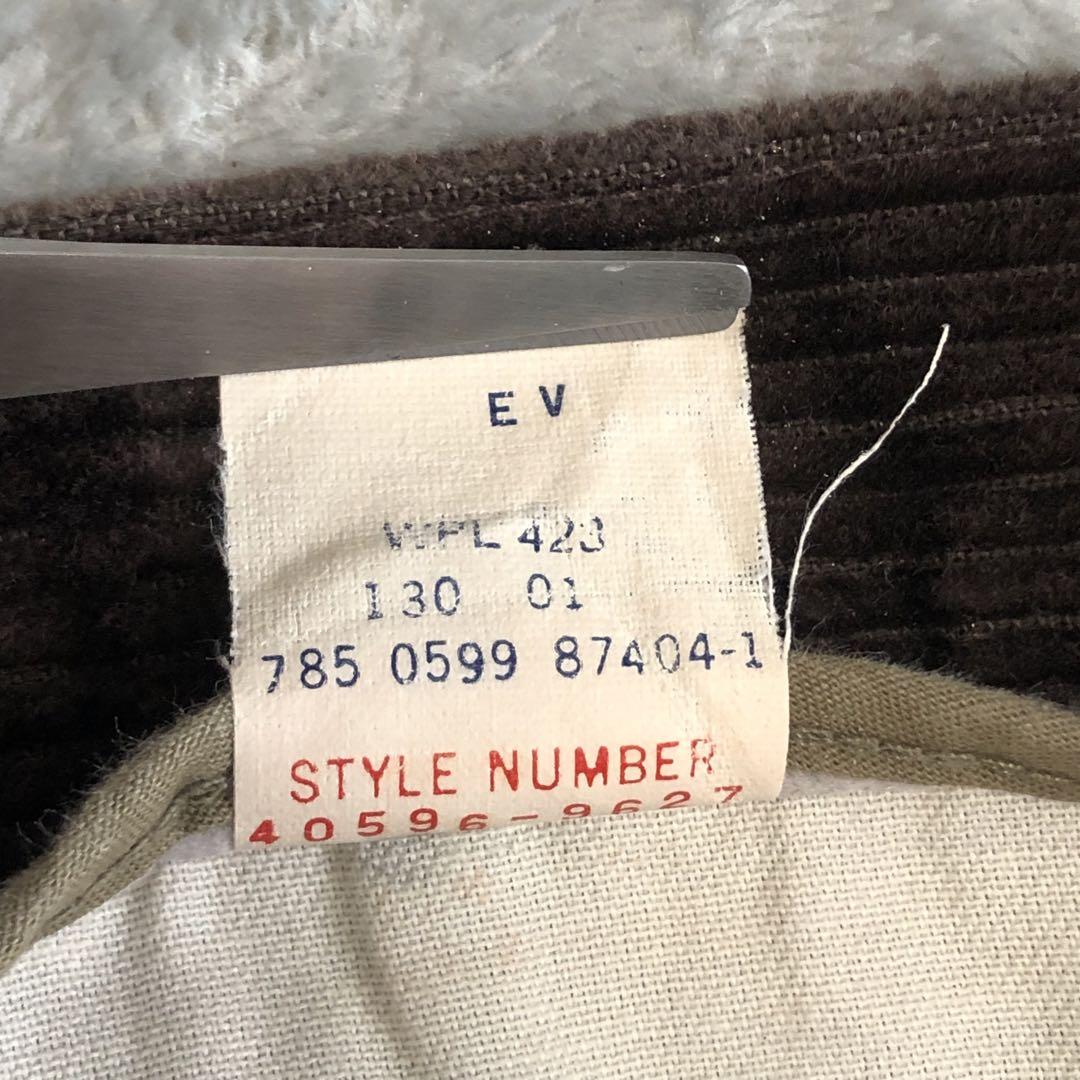 E V
WPL 423
130 01
785 0599 87404-1
STYLE NUMBER
40596-9627